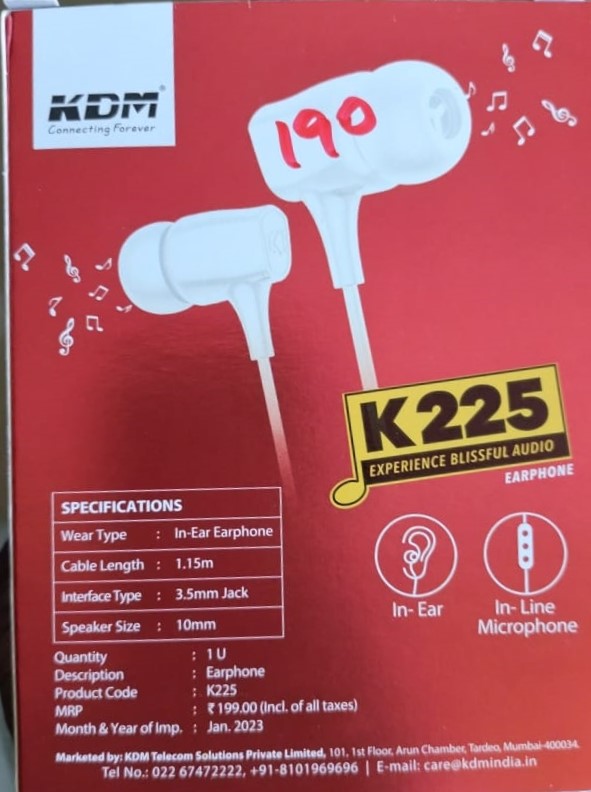 KDM®
Connecting Forever
190
K225
EXPERIENCE BLISSFUL AUDIO
EARPHONE
SPECIFICATIONS
Wear Type : In-Ear Earphone
Cable Length : 1.15m
Interface Type : 3.5mm Jack
Speaker Size : 10mm
In- Ear
In- Line
Microphone
Quantity : 1 U
Description : Earphone
Product Code : K225
MRP : ₹199.00 (Incl. of all taxes)
Month & Year of Imp. : Jan. 2023
Marketed by: KDM Telecom Solutions Private Limited, 101, 1st Floor, Arun Chamber, Tardeo, Mumbai-400034.
Tel No.: 022 67472222, +91-8101969696 | E-mail: care@kdmindia.in